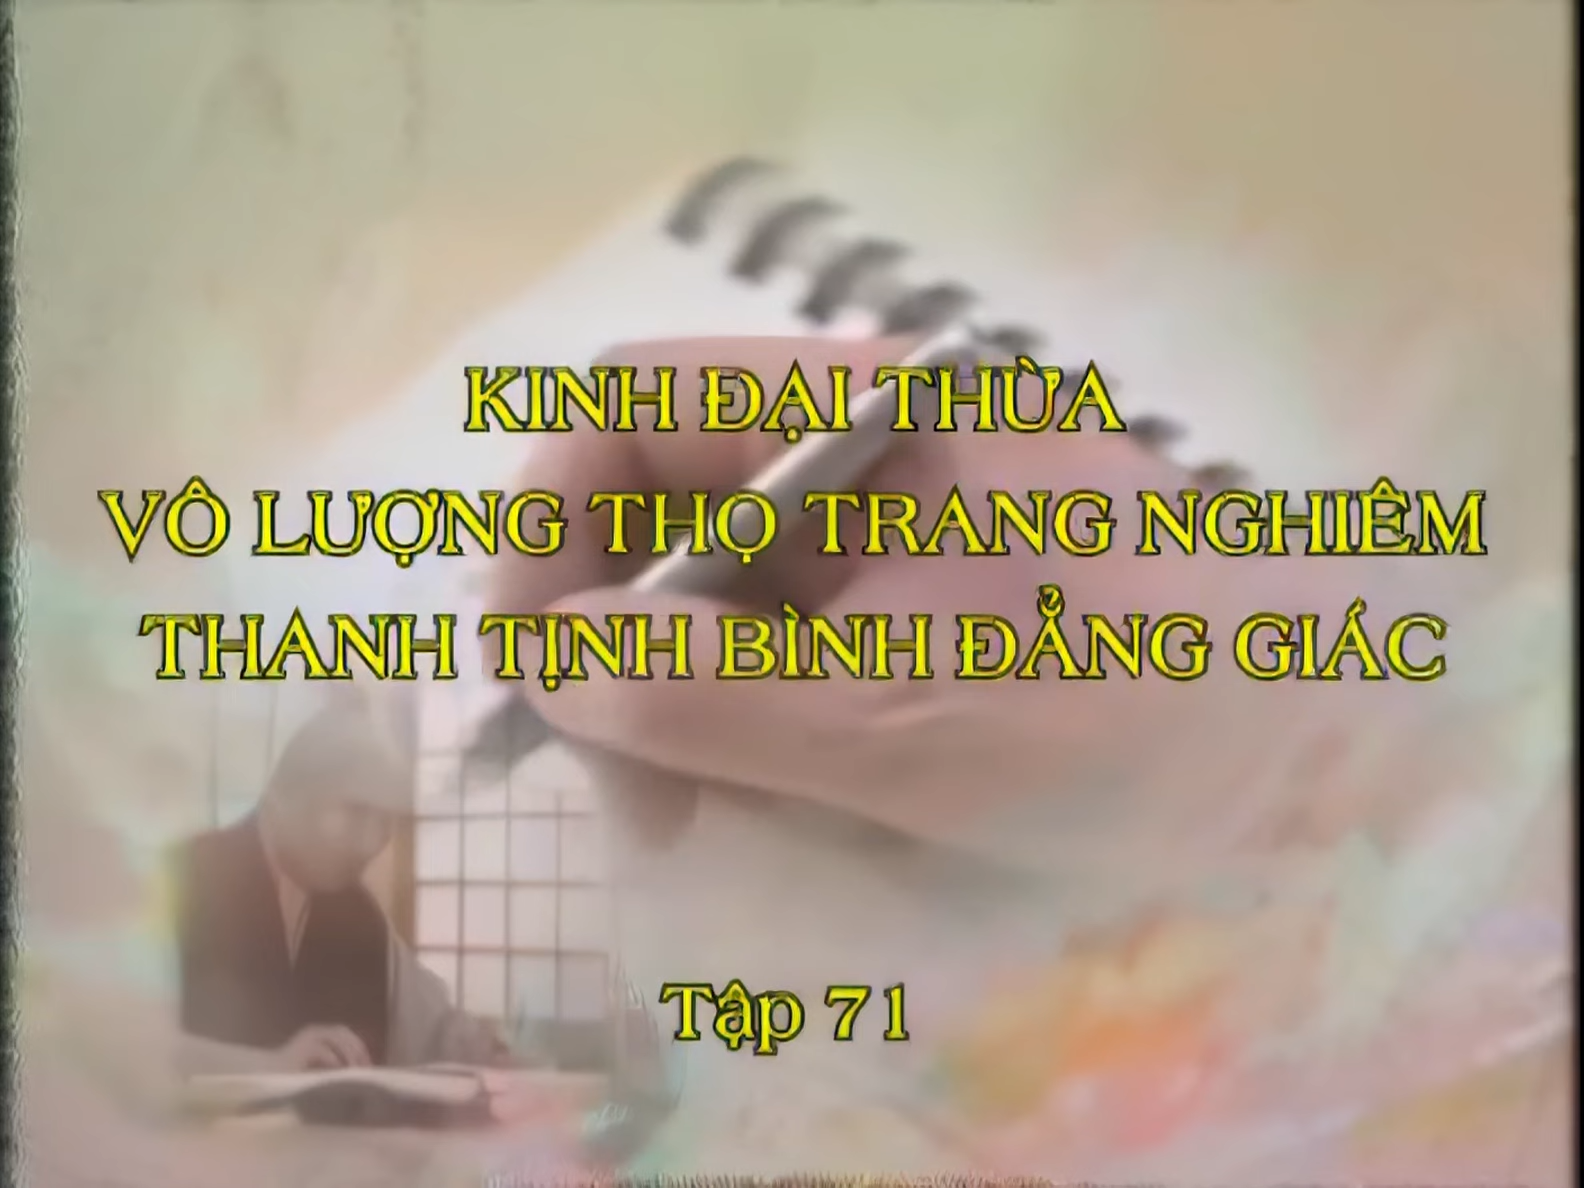 KINH ĐẠI THỪA
VÔ LƯỢNG THỌ TRANG NGHIÊM
THANH TỊNH BÌNH ĐẲNG GIÁC
Tập 71